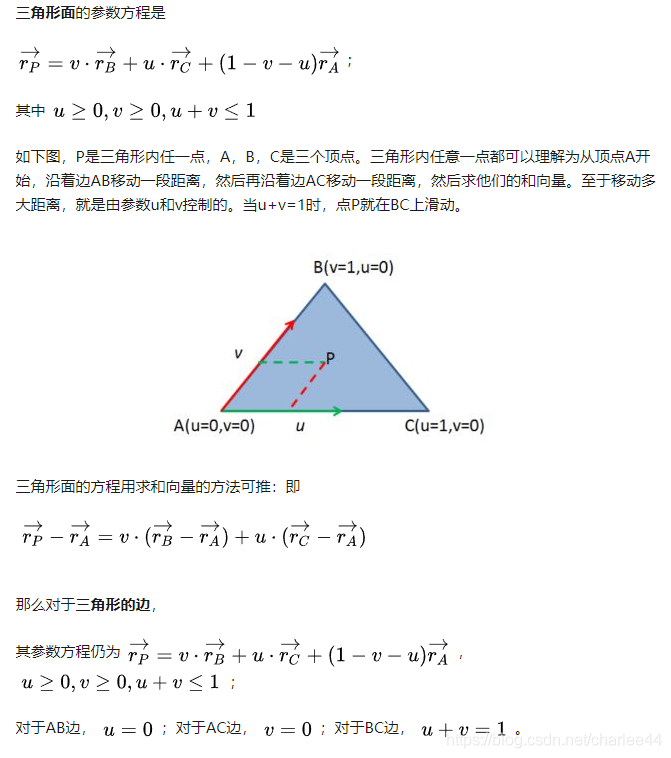 三角形面的参数方程是
$\overrightarrow{r_P} = v \cdot \overrightarrow{r_B} + u \cdot \overrightarrow{r_C} + (1 - v - u)\overrightarrow{r_A}$ ；
其中 $u \geq 0, v \geq 0, u + v \leq 1$
如下图，P是三角形内任一点，A，B，C是三个顶点。三角形内任意一点都可以理解为从顶点A开
始，沿着边AB移动一段距离，然后再沿着边AC移动一段距离，然后求他们的和向量。至于移动多
大距离，就是由参数u和v控制的。当u+v=1时，点P就在BC上滑动。
B(v=1,u=0)
v
P
A(u=0,v=0)
u
C(u=1,v=0)
三角形面的方程用求和向量的方法可推：即
$\overrightarrow{r_P} - \overrightarrow{r_A} = v \cdot (\overrightarrow{r_B} - \overrightarrow{r_A}) + u \cdot (\overrightarrow{r_C} - \overrightarrow{r_A})$
那么对于三角形的边，
其参数方程仍为 $\overrightarrow{r_P} = v \cdot \overrightarrow{r_B} + u \cdot \overrightarrow{r_C} + (1 - v - u)\overrightarrow{r_A}$ ，
$u \geq 0, v \geq 0, u + v \leq 1$ ；
对于AB边， $u = 0$ ；对于AC边， $v = 0$ ；对于BC边， $u + v = 1$ 。
https://blog.csdn.net/charlee44